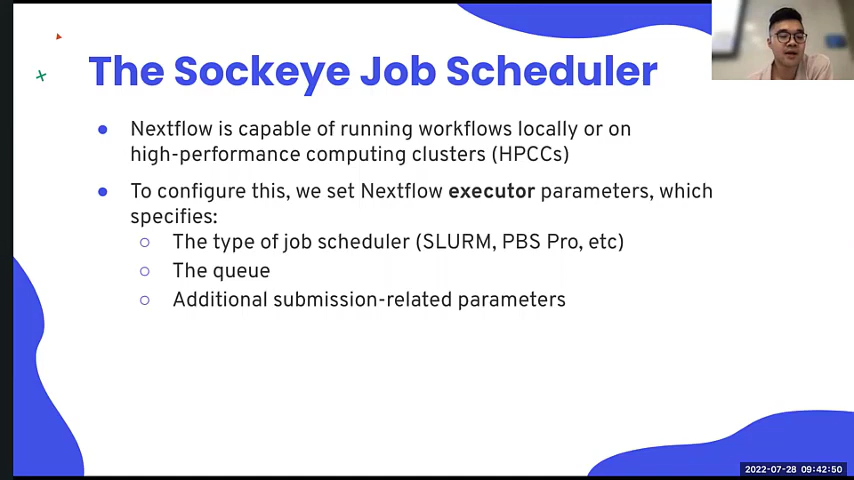 The Sockeye Job Scheduler
Nextflow is capable of running workflows locally or on
high-performance computing clusters (HPCCs)
To configure this, we set Nextflow executor parameters, which
specifies:
The type of job scheduler (SLURM, PBS Pro, etc)
The queue
Additional submission-related parameters
2022-07-28 09:42:50